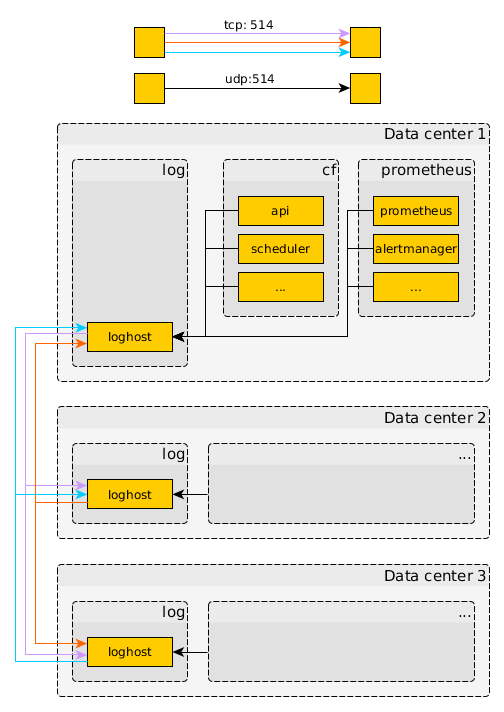 tcp: 514
udp:514
Data center 1
log
cf
prometheus
api
prometheus
scheduler
alertmanager
...
...
loghost
Data center 2
log
...
loghost
Data center 3
log
...
loghost